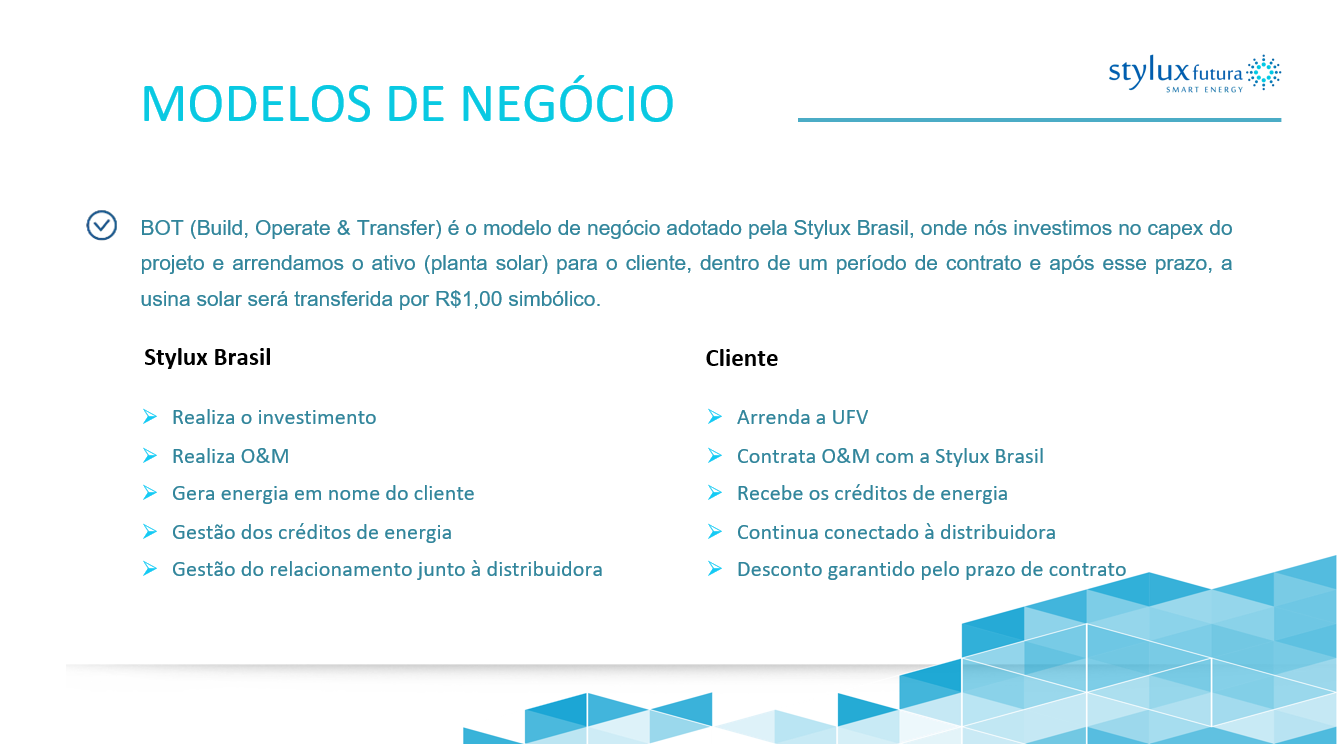 stylux futura
SMART ENERGY
MODELOS DE NEGÓCIO
BOT (Build, Operate & Transfer) é o modelo de negócio adotado pela Stylux Brasil, onde nós investimos no capex do
projeto e arrendamos o ativo (planta solar) para o cliente, dentro de um período de contrato e após esse prazo, a
usina solar será transferida por R$1,00 simbólico.
Stylux Brasil
Realiza o investimento
Realiza O&M
Gera energia em nome do cliente
Gestão dos créditos de energia
Gestão do relacionamento junto à distribuidora
Cliente
Arrenda a UFV
Contrata O&M com a Stylux Brasil
Recebe os créditos de energia
Continua conectado à distribuidora
Desconto garantido pelo prazo de contrato